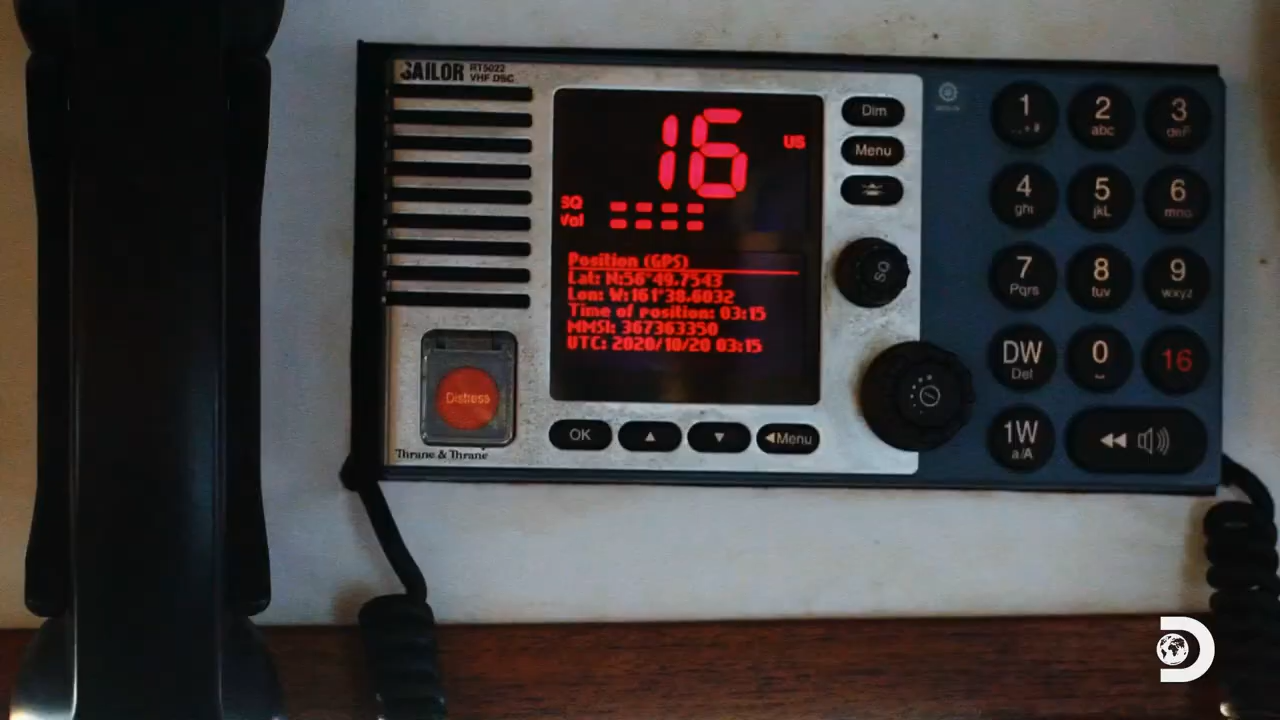 SAILOR RT5022
VHF DSC
16
US
SQ
Vol
Position (GPS)
Lat: N:56°49,7543
Lon: W:161°38,6032
Time of position: 03:15
MMSI: 367363350
UTC: 2020/10/20 03:15
Distress
Thrane & Thrane
OK
◀Menu
Dim
Menu
SQ
1
2 abc
3 def
4 ghi
5 jkl
6 mno
7 pqrs
8 tuv
9 wxyz
DW Del
0
16
1W a/A
D